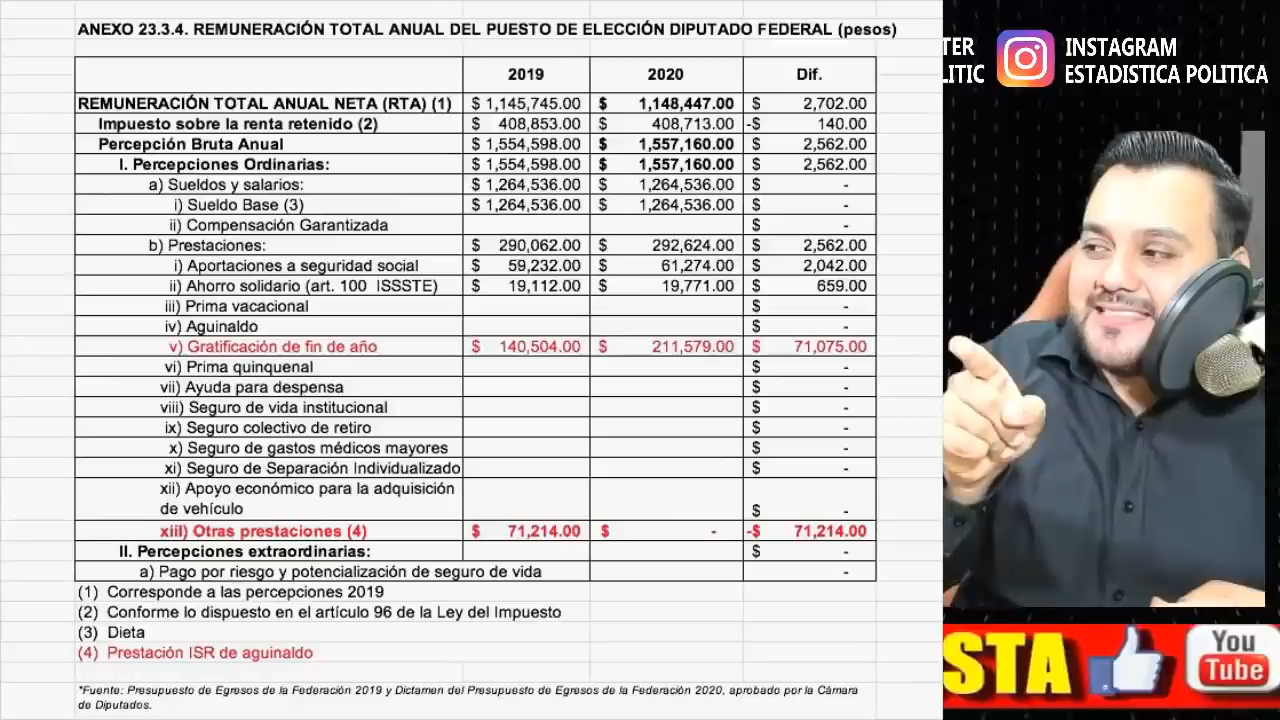 ANEXO 23.3.4. REMUNERACIÓN TOTAL ANUAL DEL PUESTO DE ELECCIÓN DIPUTADO FEDERAL (pesos)
2019 2020 Dif.
REMUNERACIÓN TOTAL ANUAL NETA (RTA) (1) $ 1,145,745.00 $ 1,148,447.00 $ 2,702.00
Impuesto sobre la renta retenido (2) $ 408,853.00 $ 408,713.00 -$ 140.00
Percepción Bruta Anual $ 1,554,598.00 $ 1,557,160.00 $ 2,562.00
I. Percepciones Ordinarias: $ 1,554,598.00 $ 1,557,160.00 $ 2,562.00
a) Sueldos y salarios: $ 1,264,536.00 $ 1,264,536.00 $ -
i) Sueldo Base (3) $ 1,264,536.00 $ 1,264,536.00 $ -
ii) Compensación Garantizada $ -
b) Prestaciones: $ 290,062.00 $ 292,624.00 $ 2,562.00
i) Aportaciones a seguridad social $ 59,232.00 $ 61,274.00 $ 2,042.00
ii) Ahorro solidario (art. 100 ISSSTE) $ 19,112.00 $ 19,771.00 $ 659.00
iii) Prima vacacional $ -
iv) Aguinaldo $ -
v) Gratificación de fin de año $ 140,504.00 $ 211,579.00 $ 71,075.00
vi) Prima quinquenal $ -
vii) Ayuda para despensa $ -
viii) Seguro de vida institucional $ -
ix) Seguro colectivo de retiro $ -
x) Seguro de gastos médicos mayores $ -
xi) Seguro de Separación Individualizado $ -
xii) Apoyo económico para la adquisición
de vehículo $ -
xiil) Otras prestaciones (4) $ 71,214.00 $ - -$ 71,214.00
II. Percepciones extraordinarias: $ -
a) Pago por riesgo y potencialización de seguro de vida -
(1) Corresponde a las percepciones 2019
(2) Conforme lo dispuesto en el artículo 96 de la Ley del Impuesto
(3) Dieta
(4) Prestación ISR de aguinaldo
*Fuente: Presupuesto de Egresos de la Federación 2019 y Dictamen del Presupuesto de Egresos de la Federación 2020, aprobado por la Cámara
de Diputados.
TER
LITIC
INSTAGRAM
ESTADISTICA POLITICA
STA
You
Tube